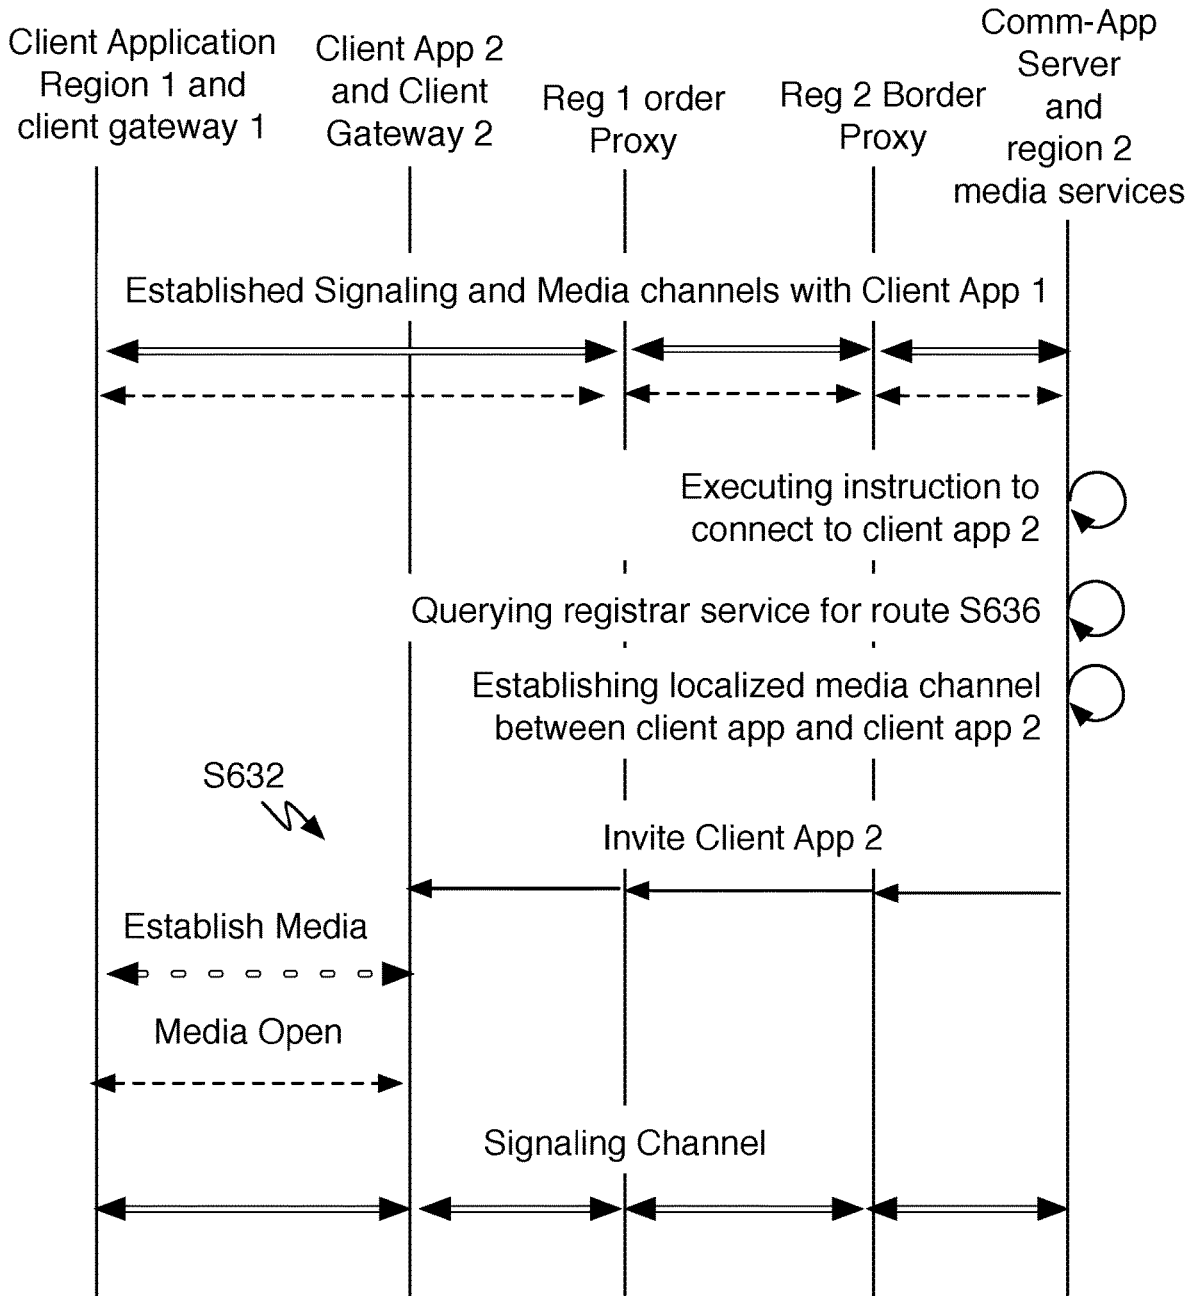 Client Application
Region 1 and
client gateway 1
Client App 2
and Client
Gateway 2
Reg 1 order
Proxy
Reg 2 Border
Proxy
Comm-App
Server
and
region 2
media services
Established Signaling and Media channels with Client App 1
Executing instruction to
connect to client app 2
Querying registrar service for route S636
Establishing localized media channel
between client app and client app 2
S632
Invite Client App 2
Establish Media
Media Open
Signaling Channel